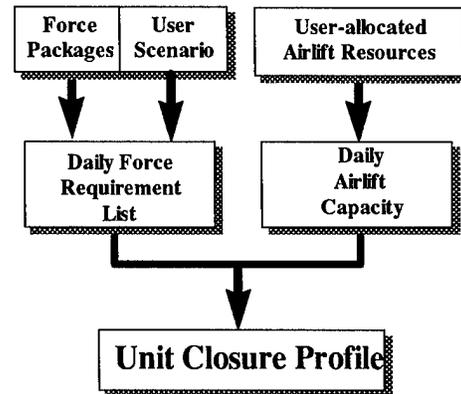 Force
Packages
User
Scenario
User-allocated
Airlift Resources
Daily Force
Requirement
List
Daily
Airlift
Capacity
Unit Closure Profile